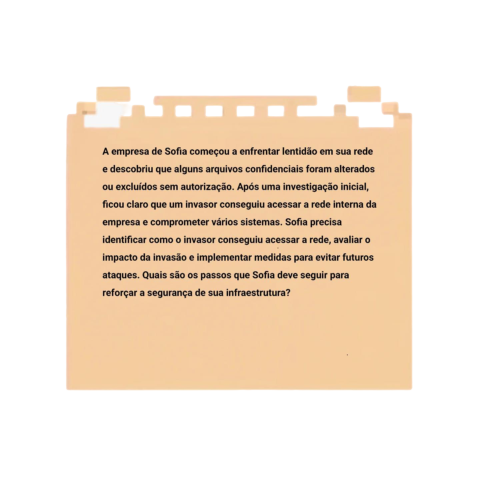 A empresa de Sofia começou a enfrentar lentidão em sua rede
e descobriu que alguns arquivos confidenciais foram alterados
ou excluídos sem autorização. Após uma investigação inicial,
ficou claro que um invasor conseguiu acessar a rede interna da
empresa e comprometer vários sistemas. Sofia precisa
identificar como o invasor conseguiu acessar a rede, avaliar o
impacto da invasão e implementar medidas para evitar futuros
ataques. Quais são os passos que Sofia deve seguir para
reforçar a segurança de sua infraestrutura?